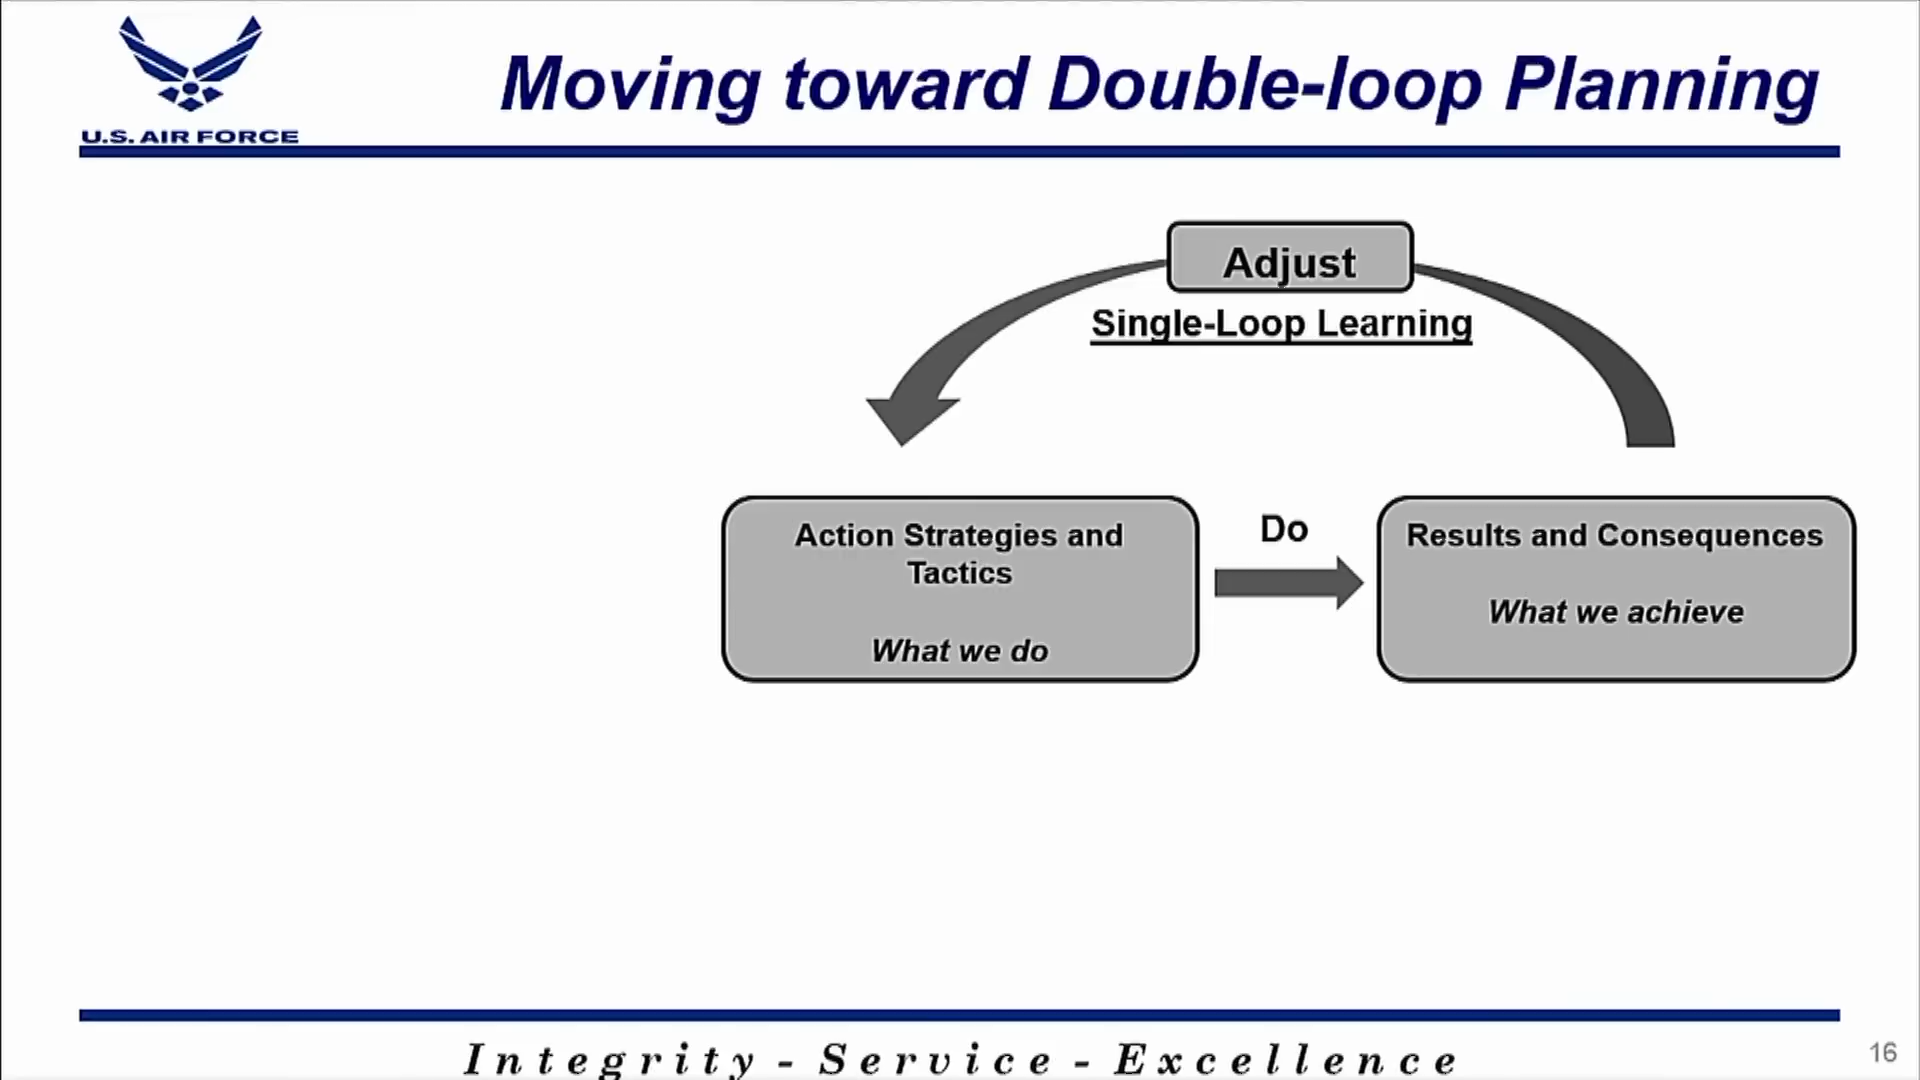 U.S. AIR FORCE
Moving toward Double-loop Planning
Adjust
Single-Loop Learning
Action Strategies and
Tactics
What we do
Do
Results and Consequences
What we achieve
Integrity - Service - Excellence
16